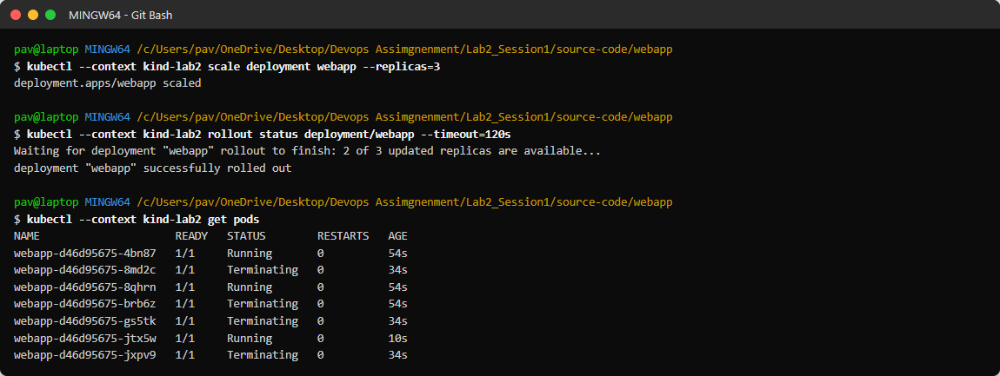 MINGW64 - Git Bash
pav@laptop MINGW64 /c/Users/pav/OneDrive/Desktop/Devops Assimgnenment/Lab2_Session1/source-code/webapp
$ kubectl --context kind-lab2 scale deployment webapp --replicas=3
deployment.apps/webapp scaled
pav@laptop MINGW64 /c/Users/pav/OneDrive/Desktop/Devops Assimgnenment/Lab2_Session1/source-code/webapp
$ kubectl --context kind-lab2 rollout status deployment/webapp --timeout=120s
Waiting for deployment "webapp" rollout to finish: 2 of 3 updated replicas are available...
deployment "webapp" successfully rolled out
pav@laptop MINGW64 /c/Users/pav/OneDrive/Desktop/Devops Assimgnenment/Lab2_Session1/source-code/webapp
$ kubectl --context kind-lab2 get pods
NAME                     READY   STATUS        RESTARTS   AGE
webapp-d46d95675-4bn87   1/1     Running       0          54s
webapp-d46d95675-8md2c   1/1     Terminating   0          34s
webapp-d46d95675-8qhrn   1/1     Running       0          54s
webapp-d46d95675-brb6z   1/1     Terminating   0          54s
webapp-d46d95675-gs5tk   1/1     Terminating   0          34s
webapp-d46d95675-jtx5w   1/1     Running       0          10s
webapp-d46d95675-jxpv9   1/1     Terminating   0          34s